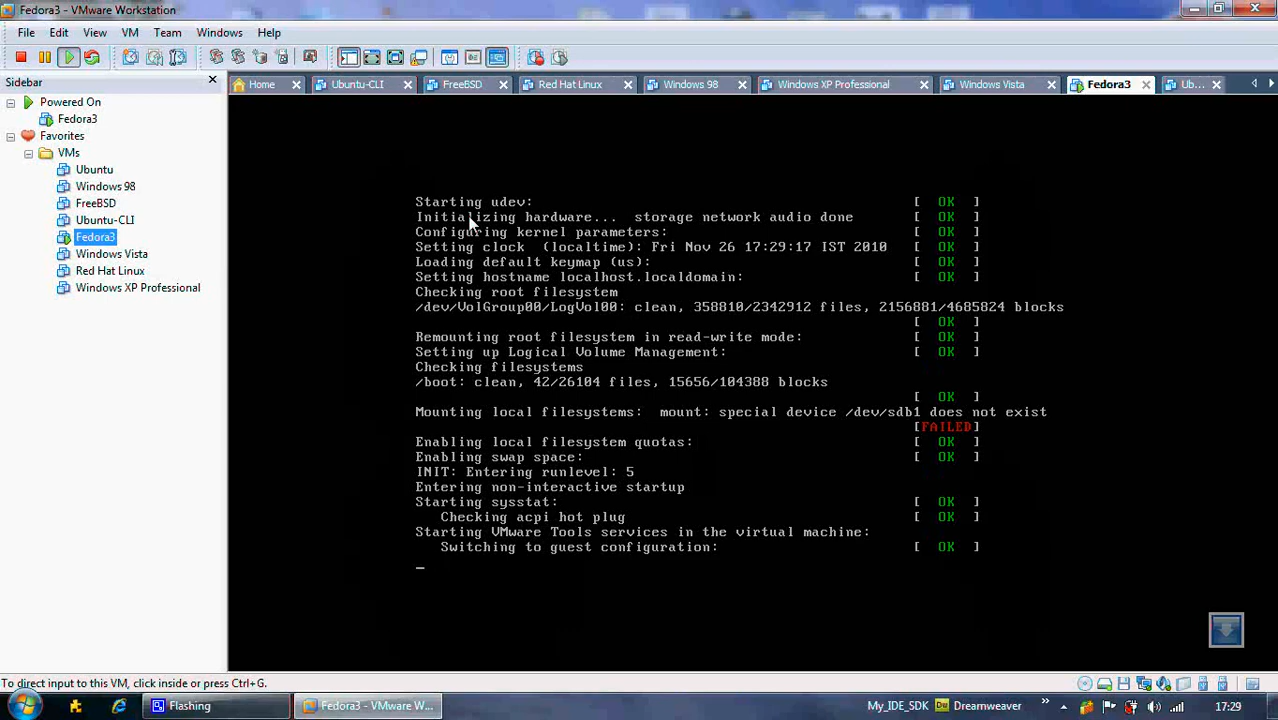 Fedora3 - VMware Workstation
File Edit View VM Team Windows Help
Sidebar
Home Ubuntu-CLI FreeBSD Red Hat Linux Windows 98 Windows XP Professional Windows Vista Fedora3 Ub...
Powered On
Fedora3
Favorites
VMs
Ubuntu
Windows 98
FreeBSD
Ubuntu-CLI
Fedora3
Windows Vista
Red Hat Linux
Windows XP Professional
Starting udev: [ OK ]
Initializing hardware... storage network audio done [ OK ]
Configuring kernel parameters: [ OK ]
Setting clock (localtime): Fri Nov 26 17:29:17 IST 2010 [ OK ]
Loading default keymap (us): [ OK ]
Setting hostname localhost.localdomain: [ OK ]
Checking root filesystem
/dev/VolGroup00/LogVol00: clean, 358810/2342912 files, 2156881/4685824 blocks
[ OK ]
Remounting root filesystem in read-write mode: [ OK ]
Setting up Logical Volume Management: [ OK ]
Checking filesystems
/boot: clean, 42/26104 files, 15656/104388 blocks
[ OK ]
Mounting local filesystems: mount: special device /dev/sdb1 does not exist
[FAILED]
Enabling local filesystem quotas: [ OK ]
Enabling swap space: [ OK ]
INIT: Entering runlevel: 5
Entering non-interactive startup
Starting sysstat: [ OK ]
Checking acpi hot plug [ OK ]
Starting VMware Tools services in the virtual machine:
Switching to guest configuration: [ OK ]
_
To direct input to this VM, click inside or press Ctrl+G.
Flashing Fedora3 - VMware W... My_IDE_SDK Dw Dreamweaver » 17:29